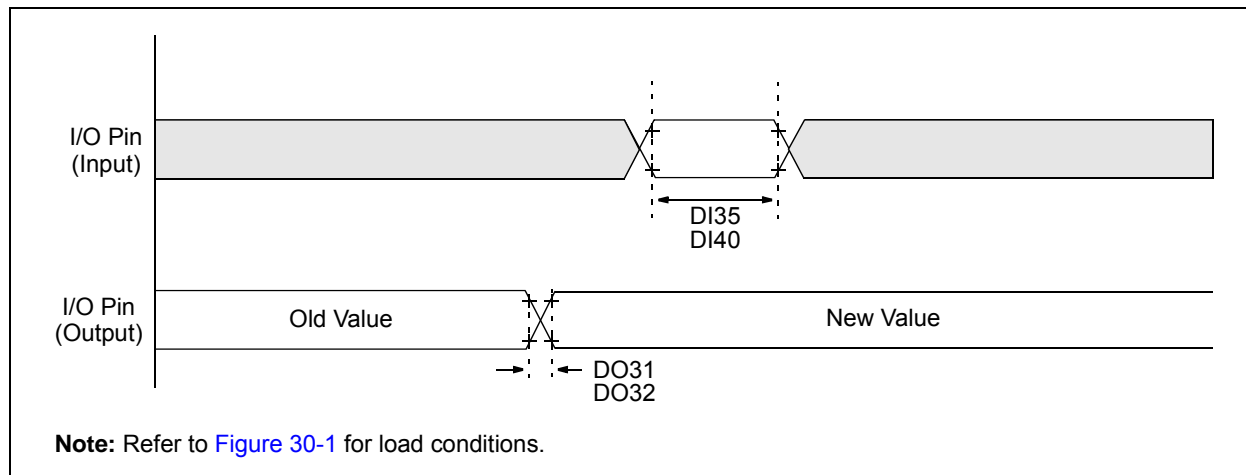 I/O Pin
(Input)
DI35
DI40
I/O Pin
(Output)
Old Value
New Value
DO31
DO32
Note: Refer to Figure 30-1 for load conditions.